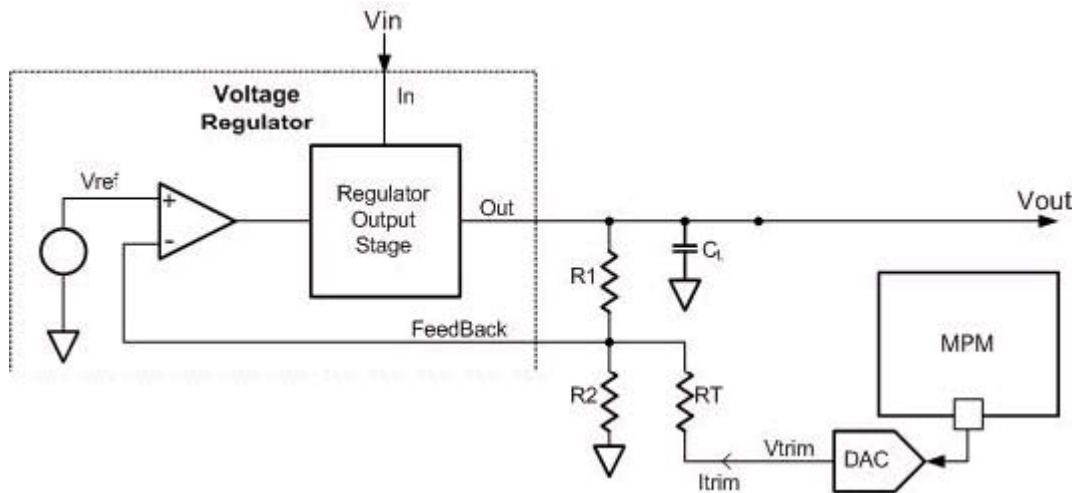 Vin
Voltage
Regulator
In
Vref
+
-
Regulator
Output
Stage
Out
Vout
R1
CL
FeedBack
MPM
R2
RT
Vtrim
DAC
Itrim